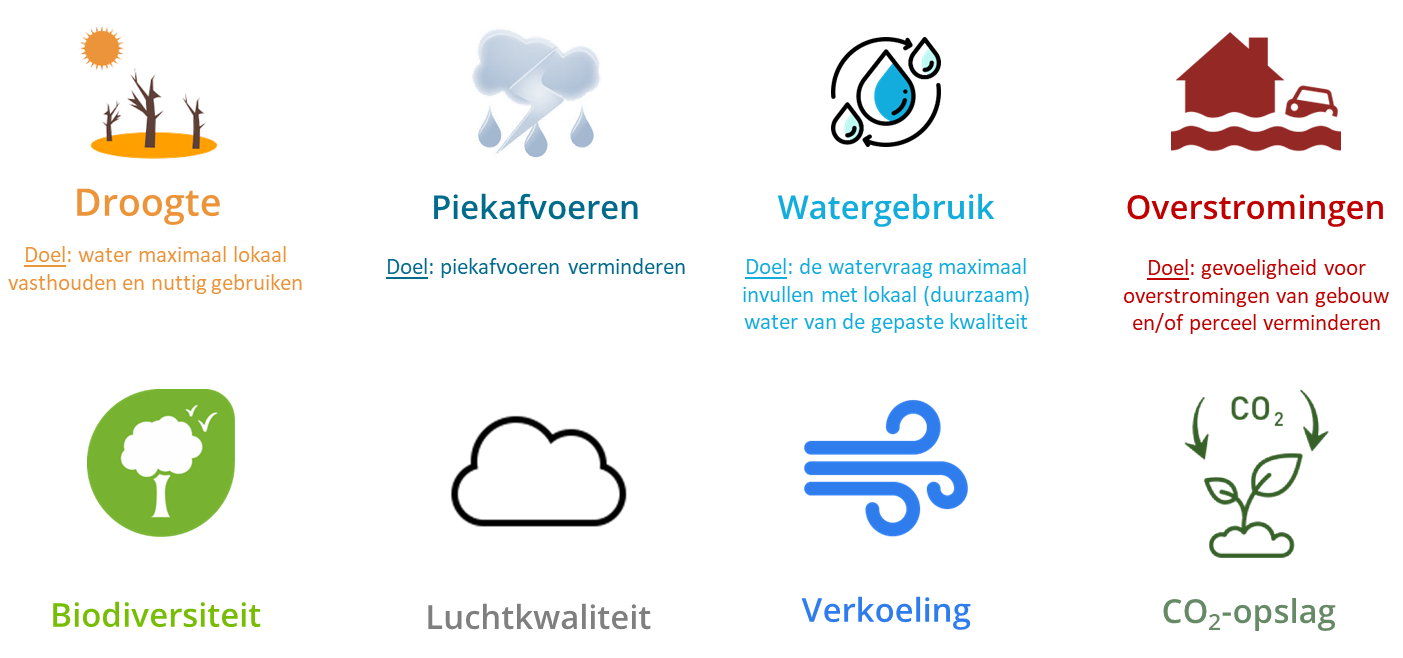 Droogte
Doel: water maximaal lokaal
vasthouden en nuttig gebruiken
Piekafvoeren
Doel: piekafvoeren verminderen
Watergebruik
Doel: de watervraag maximaal
invullen met lokaal (duurzaam)
water van de gepaste kwaliteit
Overstromingen
Doel: gevoeligheid voor
overstromingen van gebouw
en/of perceel verminderen
Biodiversiteit
Luchtkwaliteit
Verkoeling
CO₂
CO₂-opslag